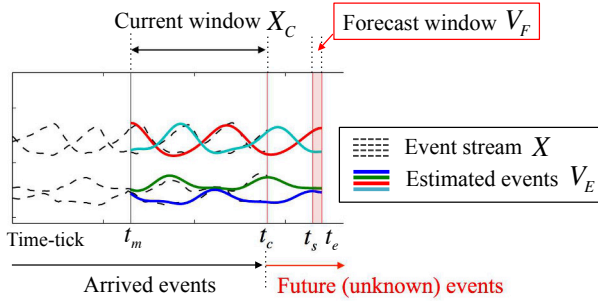 Current window X_C
Forecast window V_F
Event stream X
Estimated events V_E
Time-tick t_m t_c t_s t_e
Arrived events Future (unknown) events